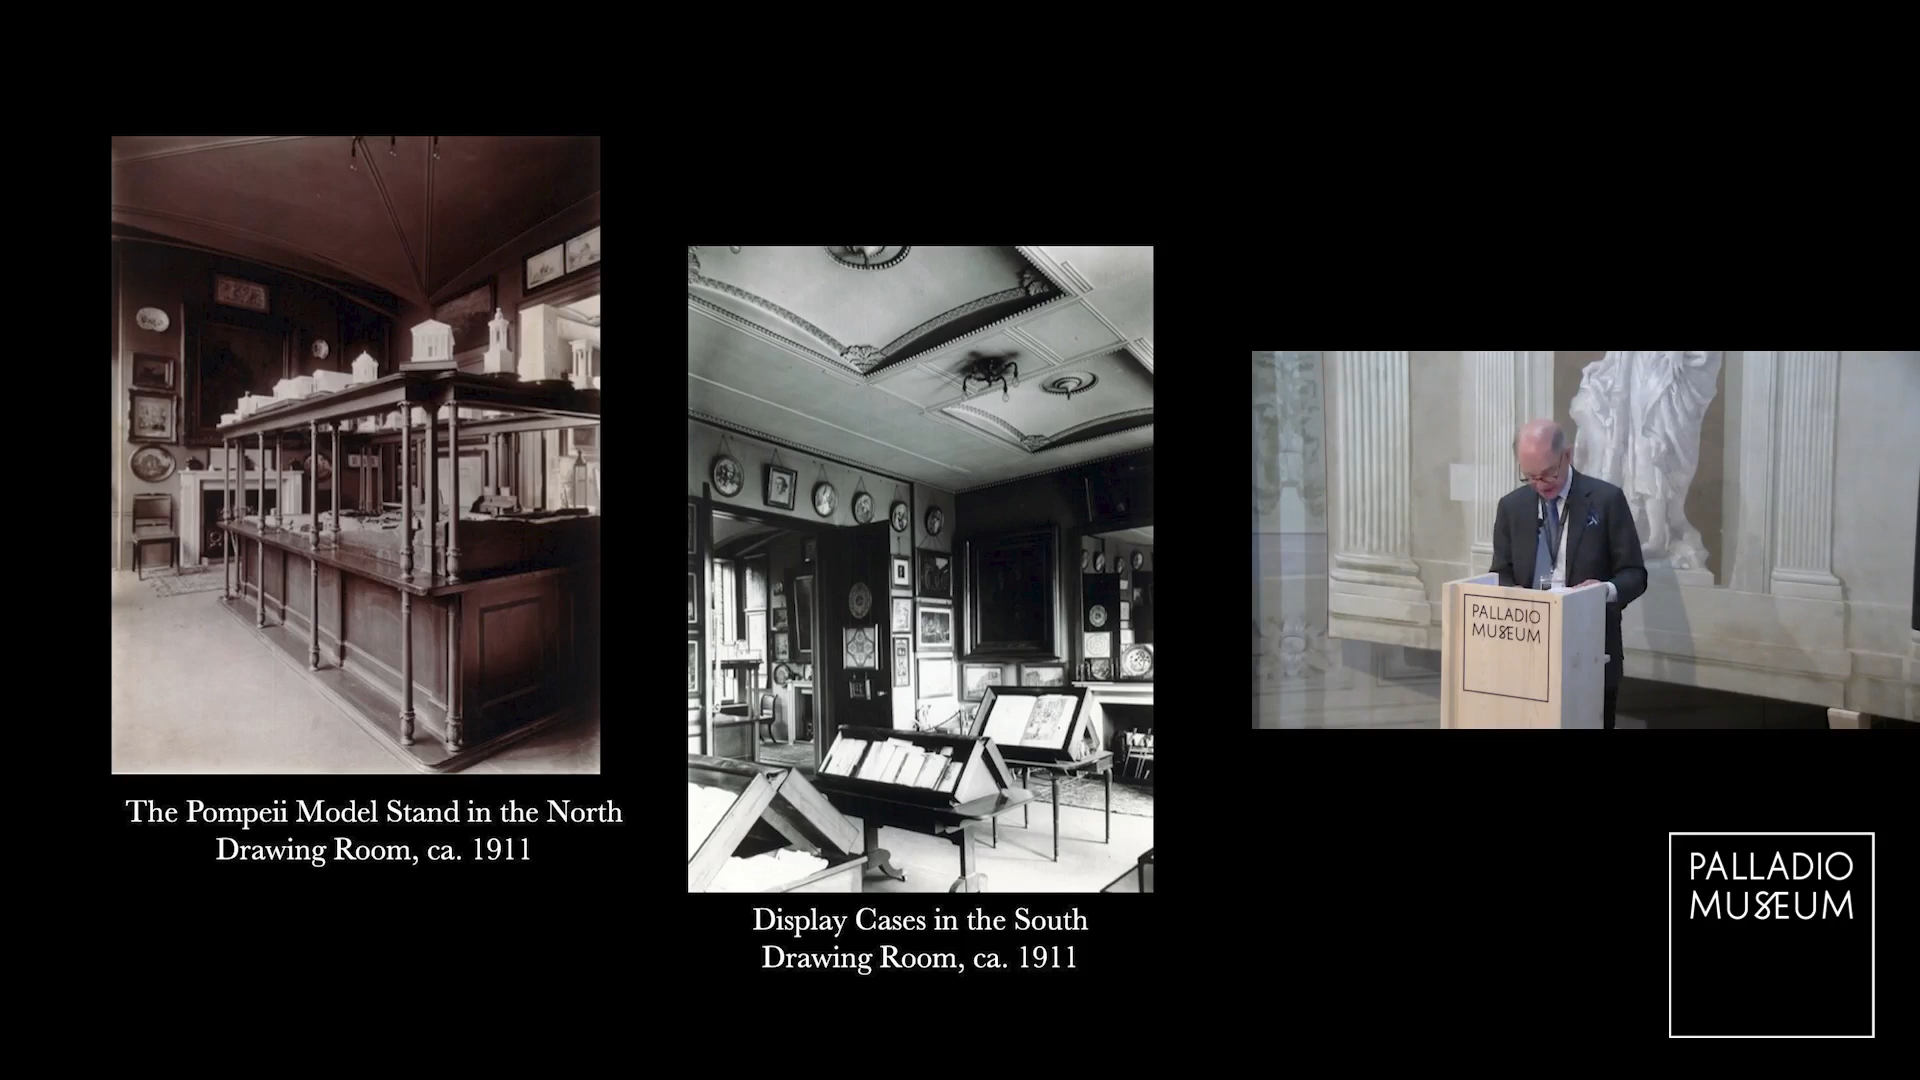 The Pompeii Model Stand in the North
Drawing Room, ca. 1911
Display Cases in the South
Drawing Room, ca. 1911
PALLADIO
MUSEUM
PALLADIO
MUSEUM